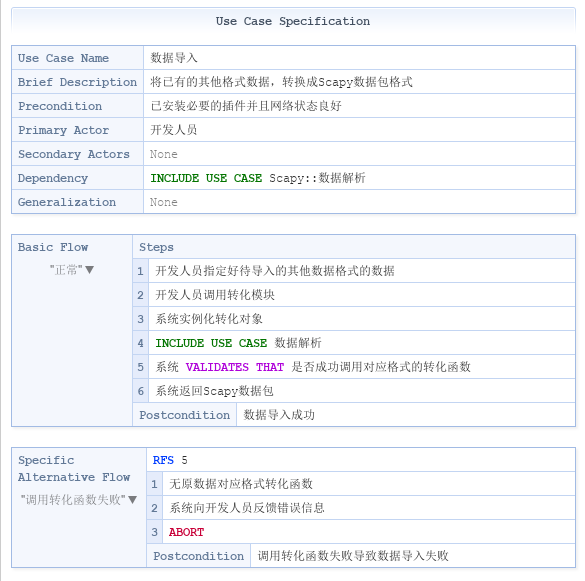 Use Case Specification
Use Case Name 数据导入
Brief Description 将已有的其他格式数据，转换成Scapy数据包格式
Precondition 已安装必要的插件并且网络状态良好
Primary Actor 开发人员
Secondary Actors None
Dependency INCLUDE USE CASE Scapy::数据解析
Generalization None
Basic Flow Steps
"正常"▼
1 开发人员指定好待导入的其他数据格式的数据
2 开发人员调用转化模块
3 系统实例化转化对象
4 INCLUDE USE CASE 数据解析
5 系统 VALIDATES THAT 是否成功调用对应格式的转化函数
6 系统返回Scapy数据包
Postcondition 数据导入成功
Specific Alternative Flow RFS 5
"调用转化函数失败"▼
1 无原数据对应格式转化函数
2 系统向开发人员反馈错误信息
3 ABORT
Postcondition 调用转化函数失败导致数据导入失败